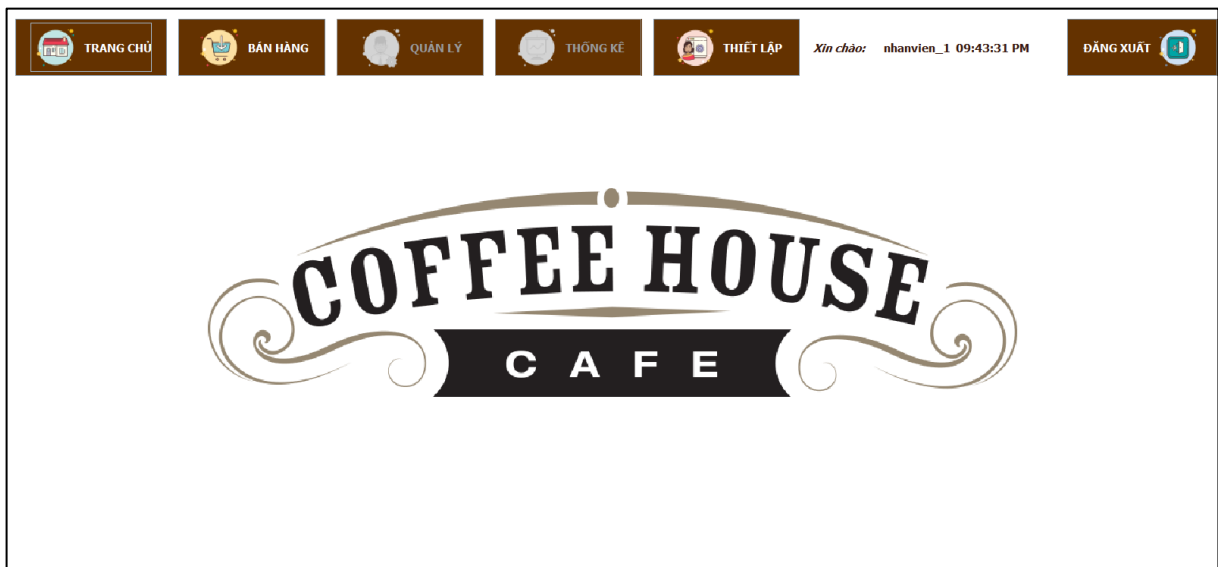 TRANG CHỦ BÁN HÀNG QUẢN LÝ THỐNG KÊ THIẾT LẬP Xin chào: nhanvien_1 09:43:31 PM ĐĂNG XUẤT
COFFEE HOUSE
CAFE